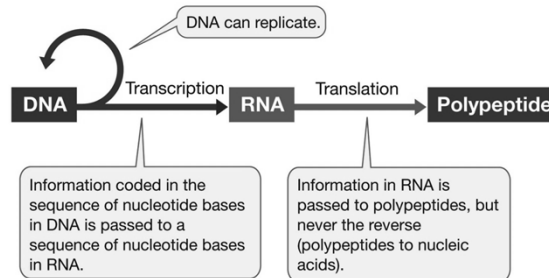 DNA can replicate.
Transcription
Translation
DNA
RNA
Polypeptide
Information coded in the
sequence of nucleotide bases
in DNA is passed to a
sequence of nucleotide bases
in RNA.
Information in RNA is
passed to polypeptides, but
never the reverse
(polypeptides to nucleic
acids).